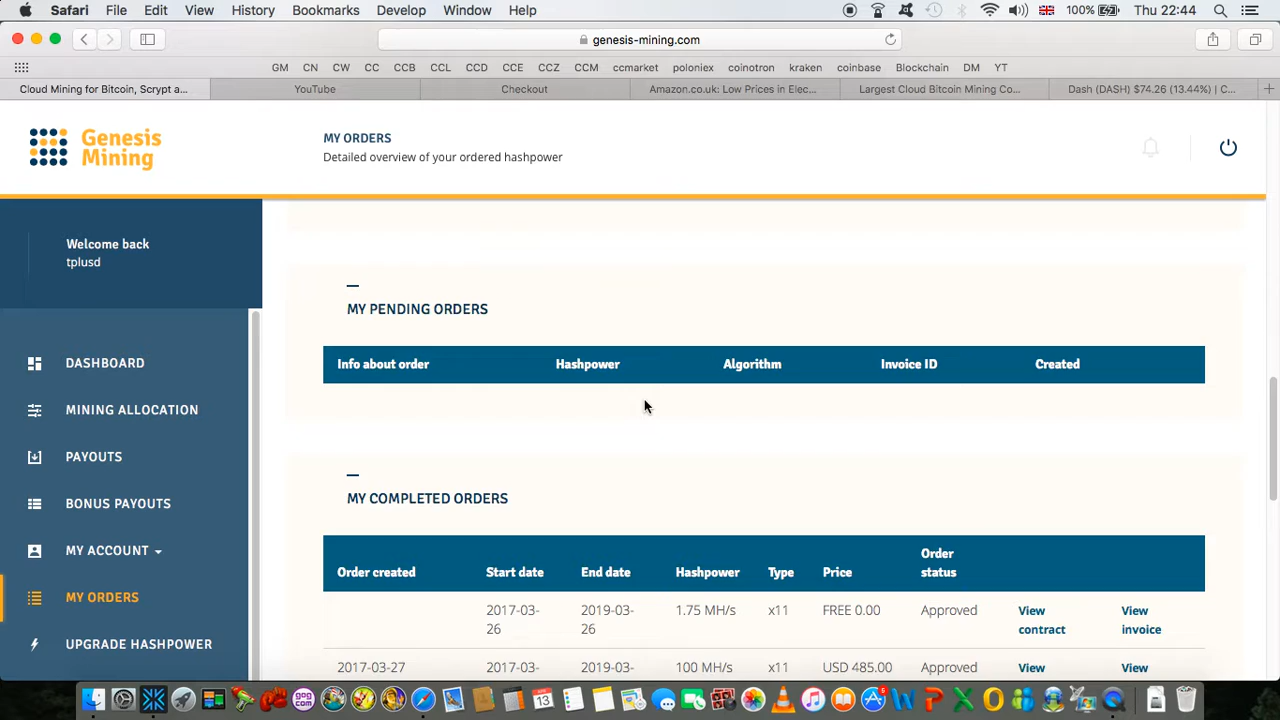 Safari File Edit View History Bookmarks Develop Window Help 100% Thu 22:44
genesis-mining.com
GM CN CW CC CCB CCL CCD CCE CCZ CCM ccmarket poloniex coinotron kraken coinbase Blockchain DM YT
Cloud Mining for Bitcoin, Scrypt a... YouTube Checkout Amazon.co.uk: Low Prices in Elec... Largest Cloud Bitcoin Mining Co... Dash (DASH) $74.26 (13.44%) | C...
Genesis
Mining
MY ORDERS
Detailed overview of your ordered hashpower
Welcome back
tplusd
DASHBOARD
MINING ALLOCATION
PAYOUTS
BONUS PAYOUTS
MY ACCOUNT
MY ORDERS
UPGRADE HASHPOWER
MY PENDING ORDERS
Info about order Hashpower Algorithm Invoice ID Created
MY COMPLETED ORDERS
Order created Start date End date Hashpower Type Price Order status
2017-03-26 2019-03-26 1.75 MH/s x11 FREE 0.00 Approved View contract View invoice
2017-03-27 2017-03- 2019-03- 100 MH/s x11 USD 485.00 Approved View View